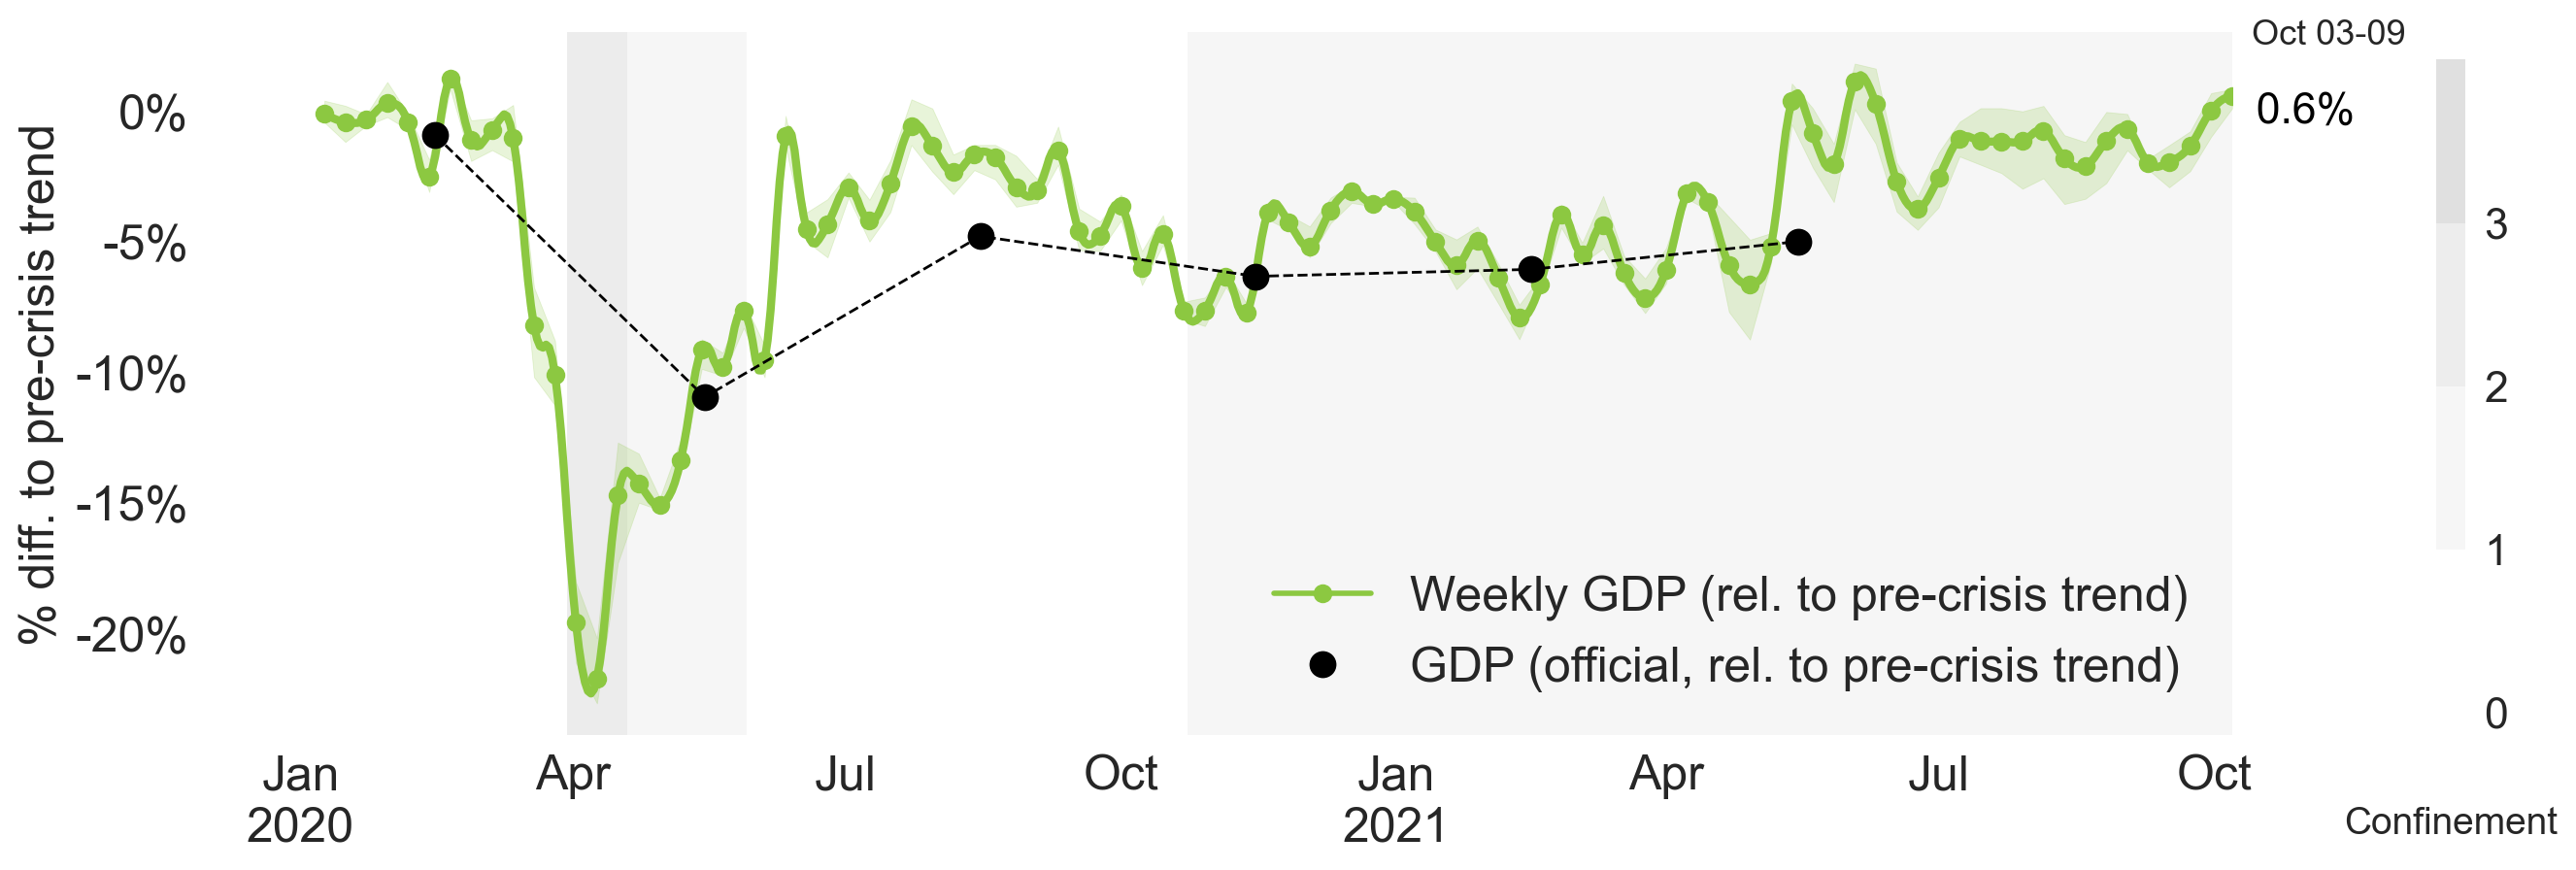 Oct 03-09
% diff. to pre-crisis trend
0%
-5%
-10%
-15%
-20%
0.6%
3
2
1
0
Weekly GDP (rel. to pre-crisis trend)
GDP (official, rel. to pre-crisis trend)
Jan Apr Jul Oct Jan Apr Jul Oct
2020 2021
Confinement